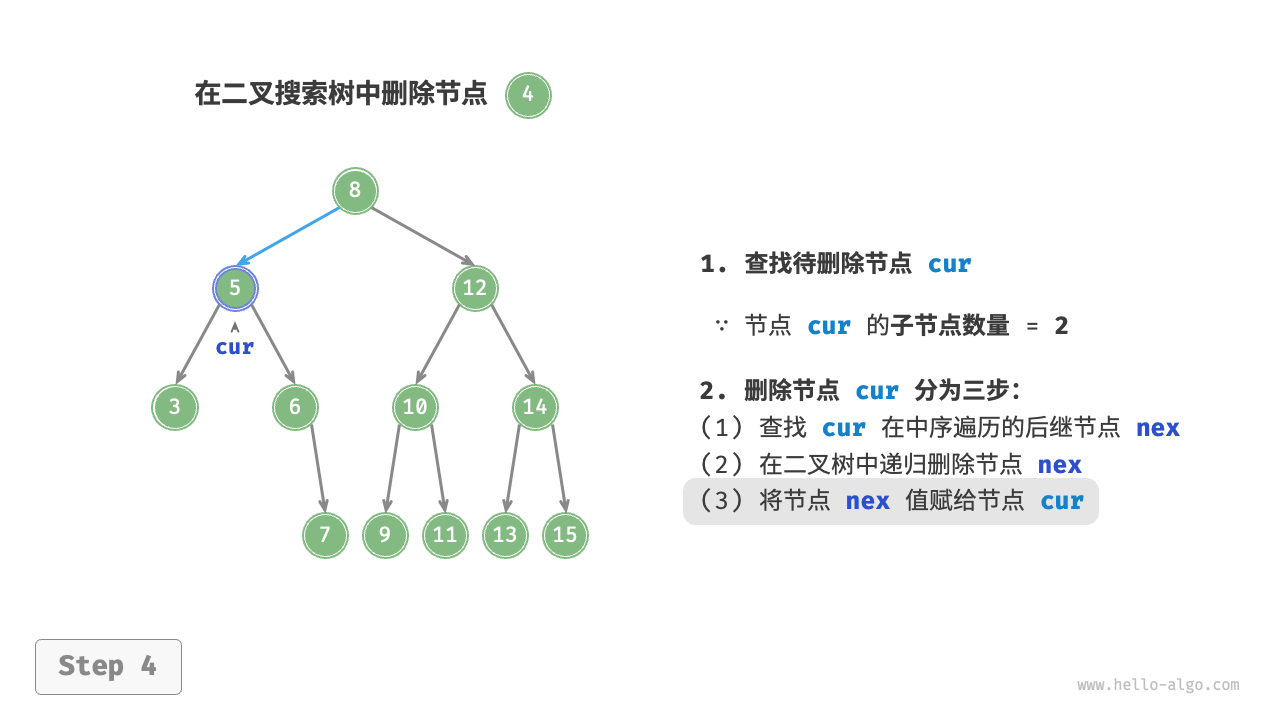 在二叉搜索树中删除节点 4
8
5 12
cur
3 6 10 14
7 9 11 13 15
1. 查找待删除节点 cur
∵ 节点 cur 的子节点数量 = 2
2. 删除节点 cur 分为三步：
(1) 查找 cur 在中序遍历的后继节点 nex
(2) 在二叉树中递归删除节点 nex
(3) 将节点 nex 值赋给节点 cur
Step 4
www.hello-algo.com